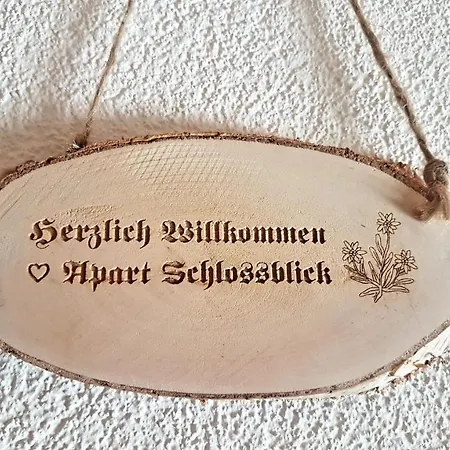 Herzlich Willkommen
♡ Apart Schlossblick